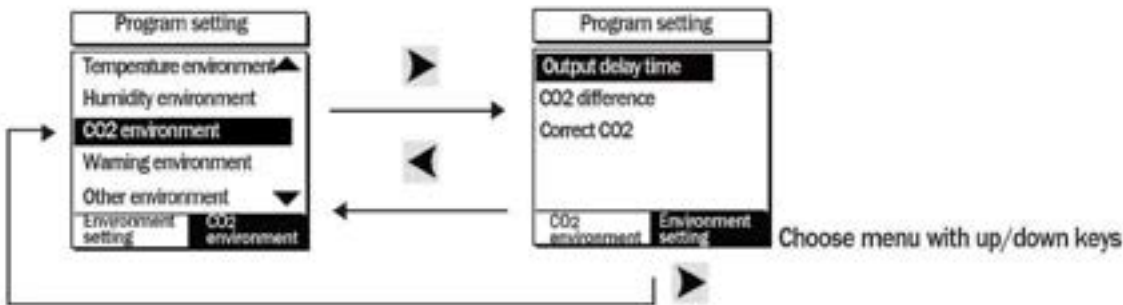 Program setting
Temperature environment
Humidity environment
CO2 environment
Warning environment
Other environment
Environment
setting
CO2
environment
Program setting
Output delay time
CO2 difference
Correct CO2
CO2
environment
Environment
setting
Choose menu with up/down keys